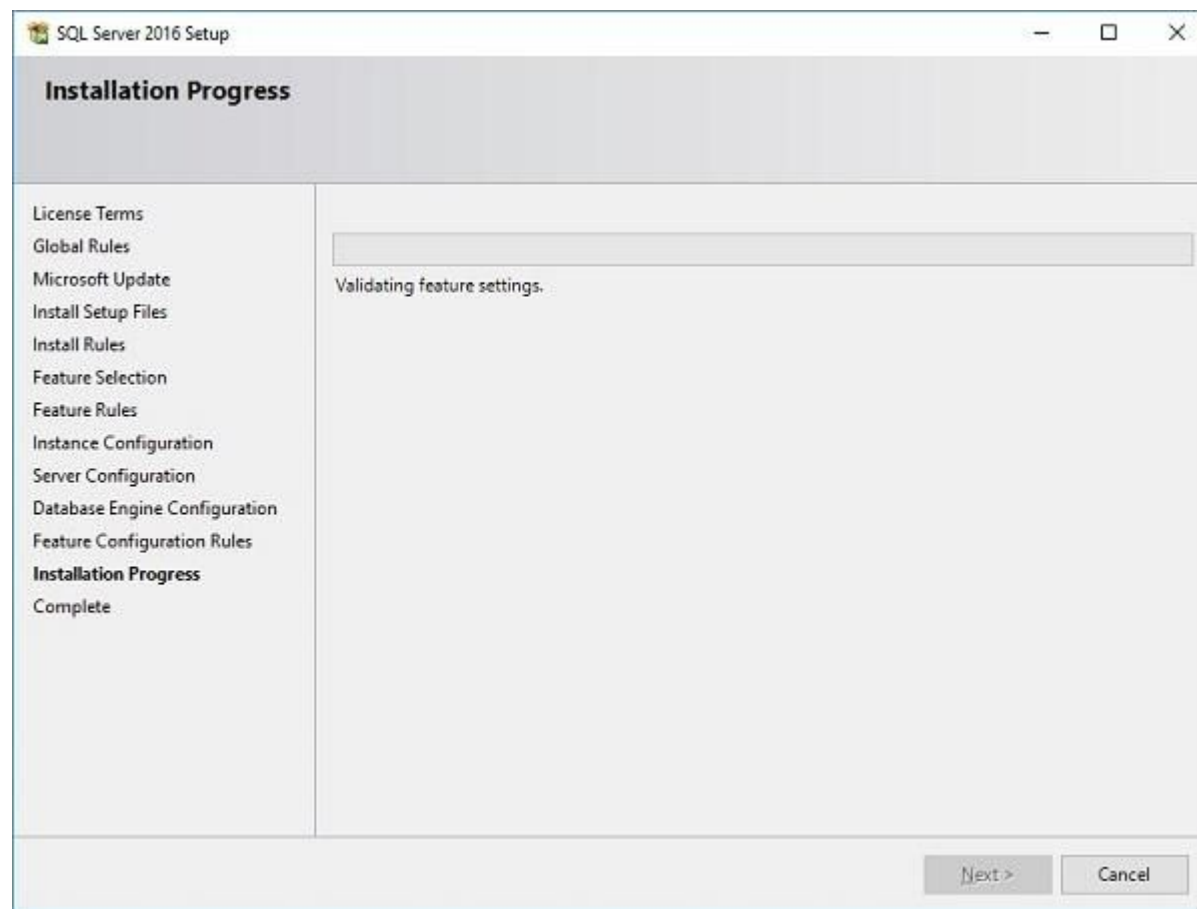 SQL Server 2016 Setup
Installation Progress
License Terms
Global Rules
Microsoft Update
Install Setup Files
Install Rules
Feature Selection
Feature Rules
Instance Configuration
Server Configuration
Database Engine Configuration
Feature Configuration Rules
Installation Progress
Complete
Validating feature settings.
Next >
Cancel